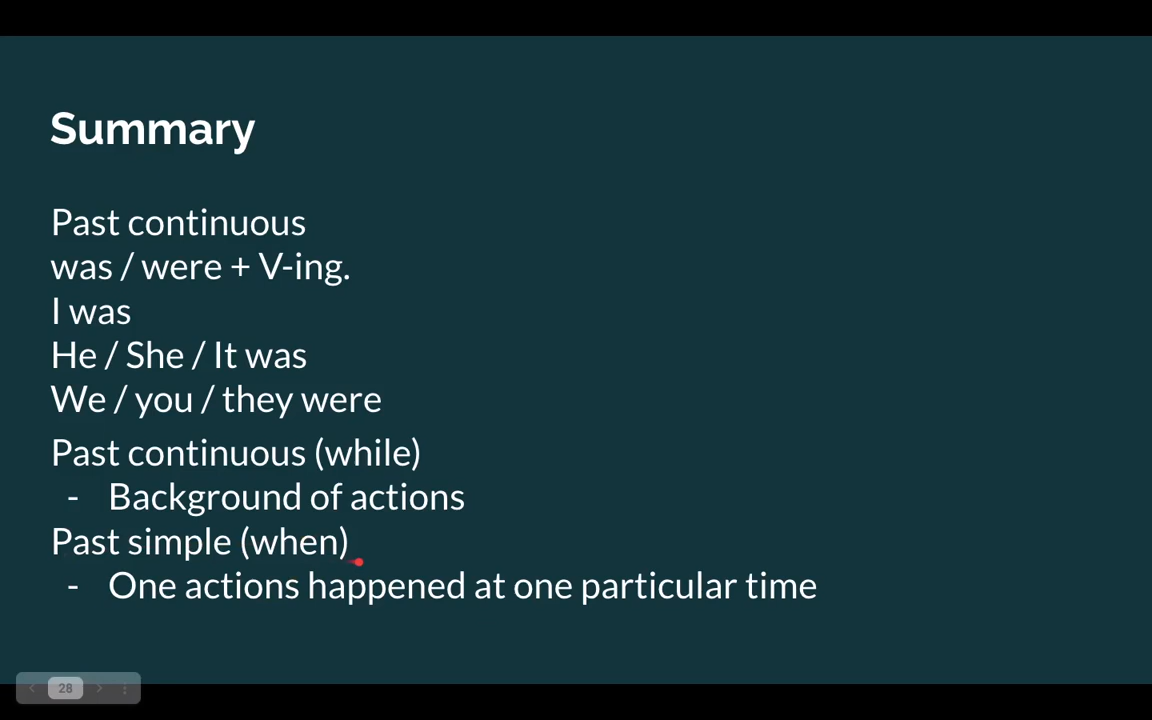 Summary
Past continuous
was / were + V-ing.
I was
He / She / It was
We / you / they were
Past continuous (while)
- Background of actions
Past simple (when)
- One actions happened at one particular time
28